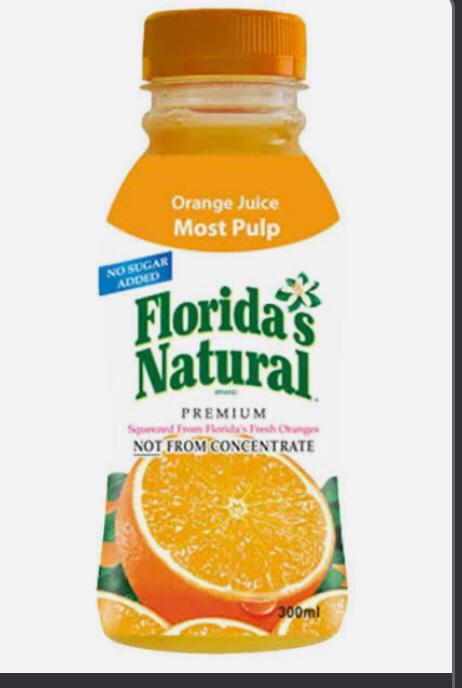 Orange Juice
Most Pulp
NO SUGAR
ADDED
Florida's
Natural
BRAND
PREMIUM
Squeezed From Florida's Fresh Oranges
NOT FROM CONCENTRATE
300ml